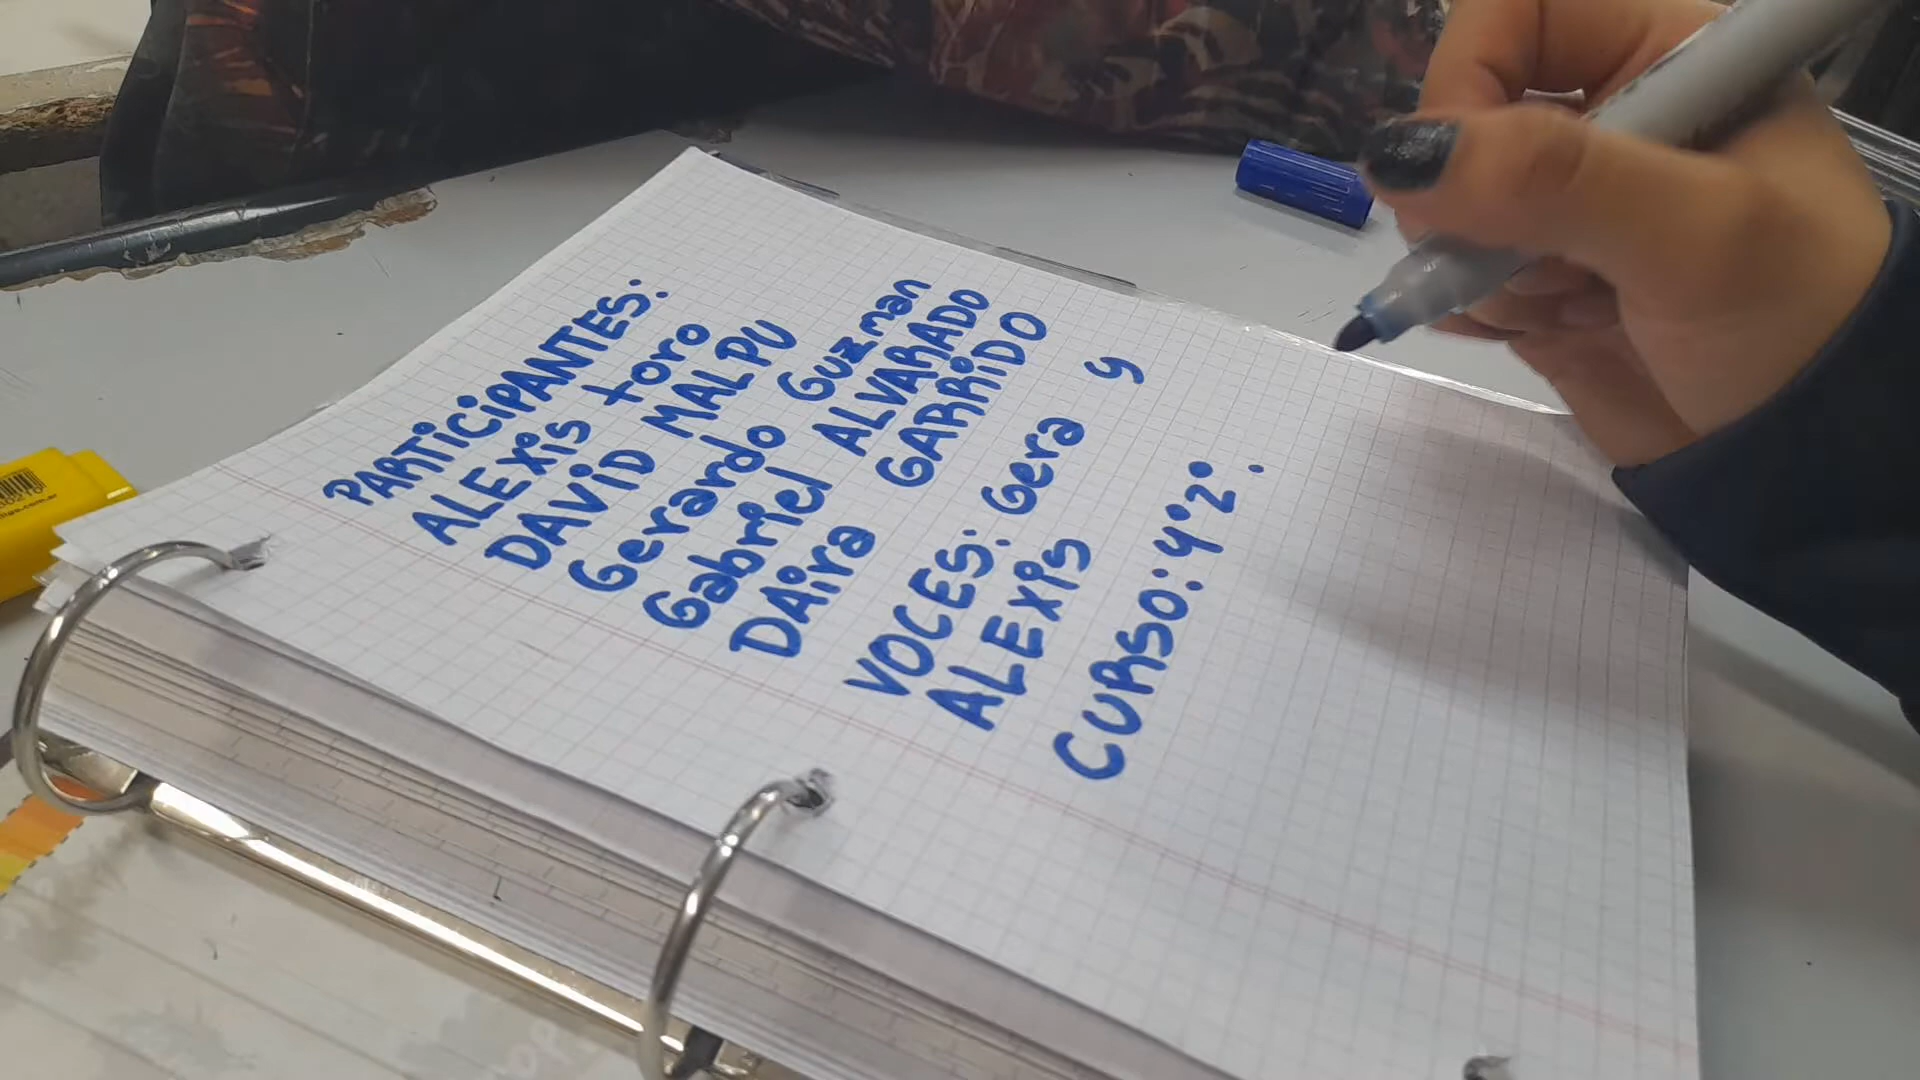 PARTiCiPANTES:
ALEXis toro
DAViD MALPU
Gerardo Guzman
Gabriel ALVARADO
DAira GARRiDO
VOCES: Gera y
ALEXis
CURSO: 4°2°.